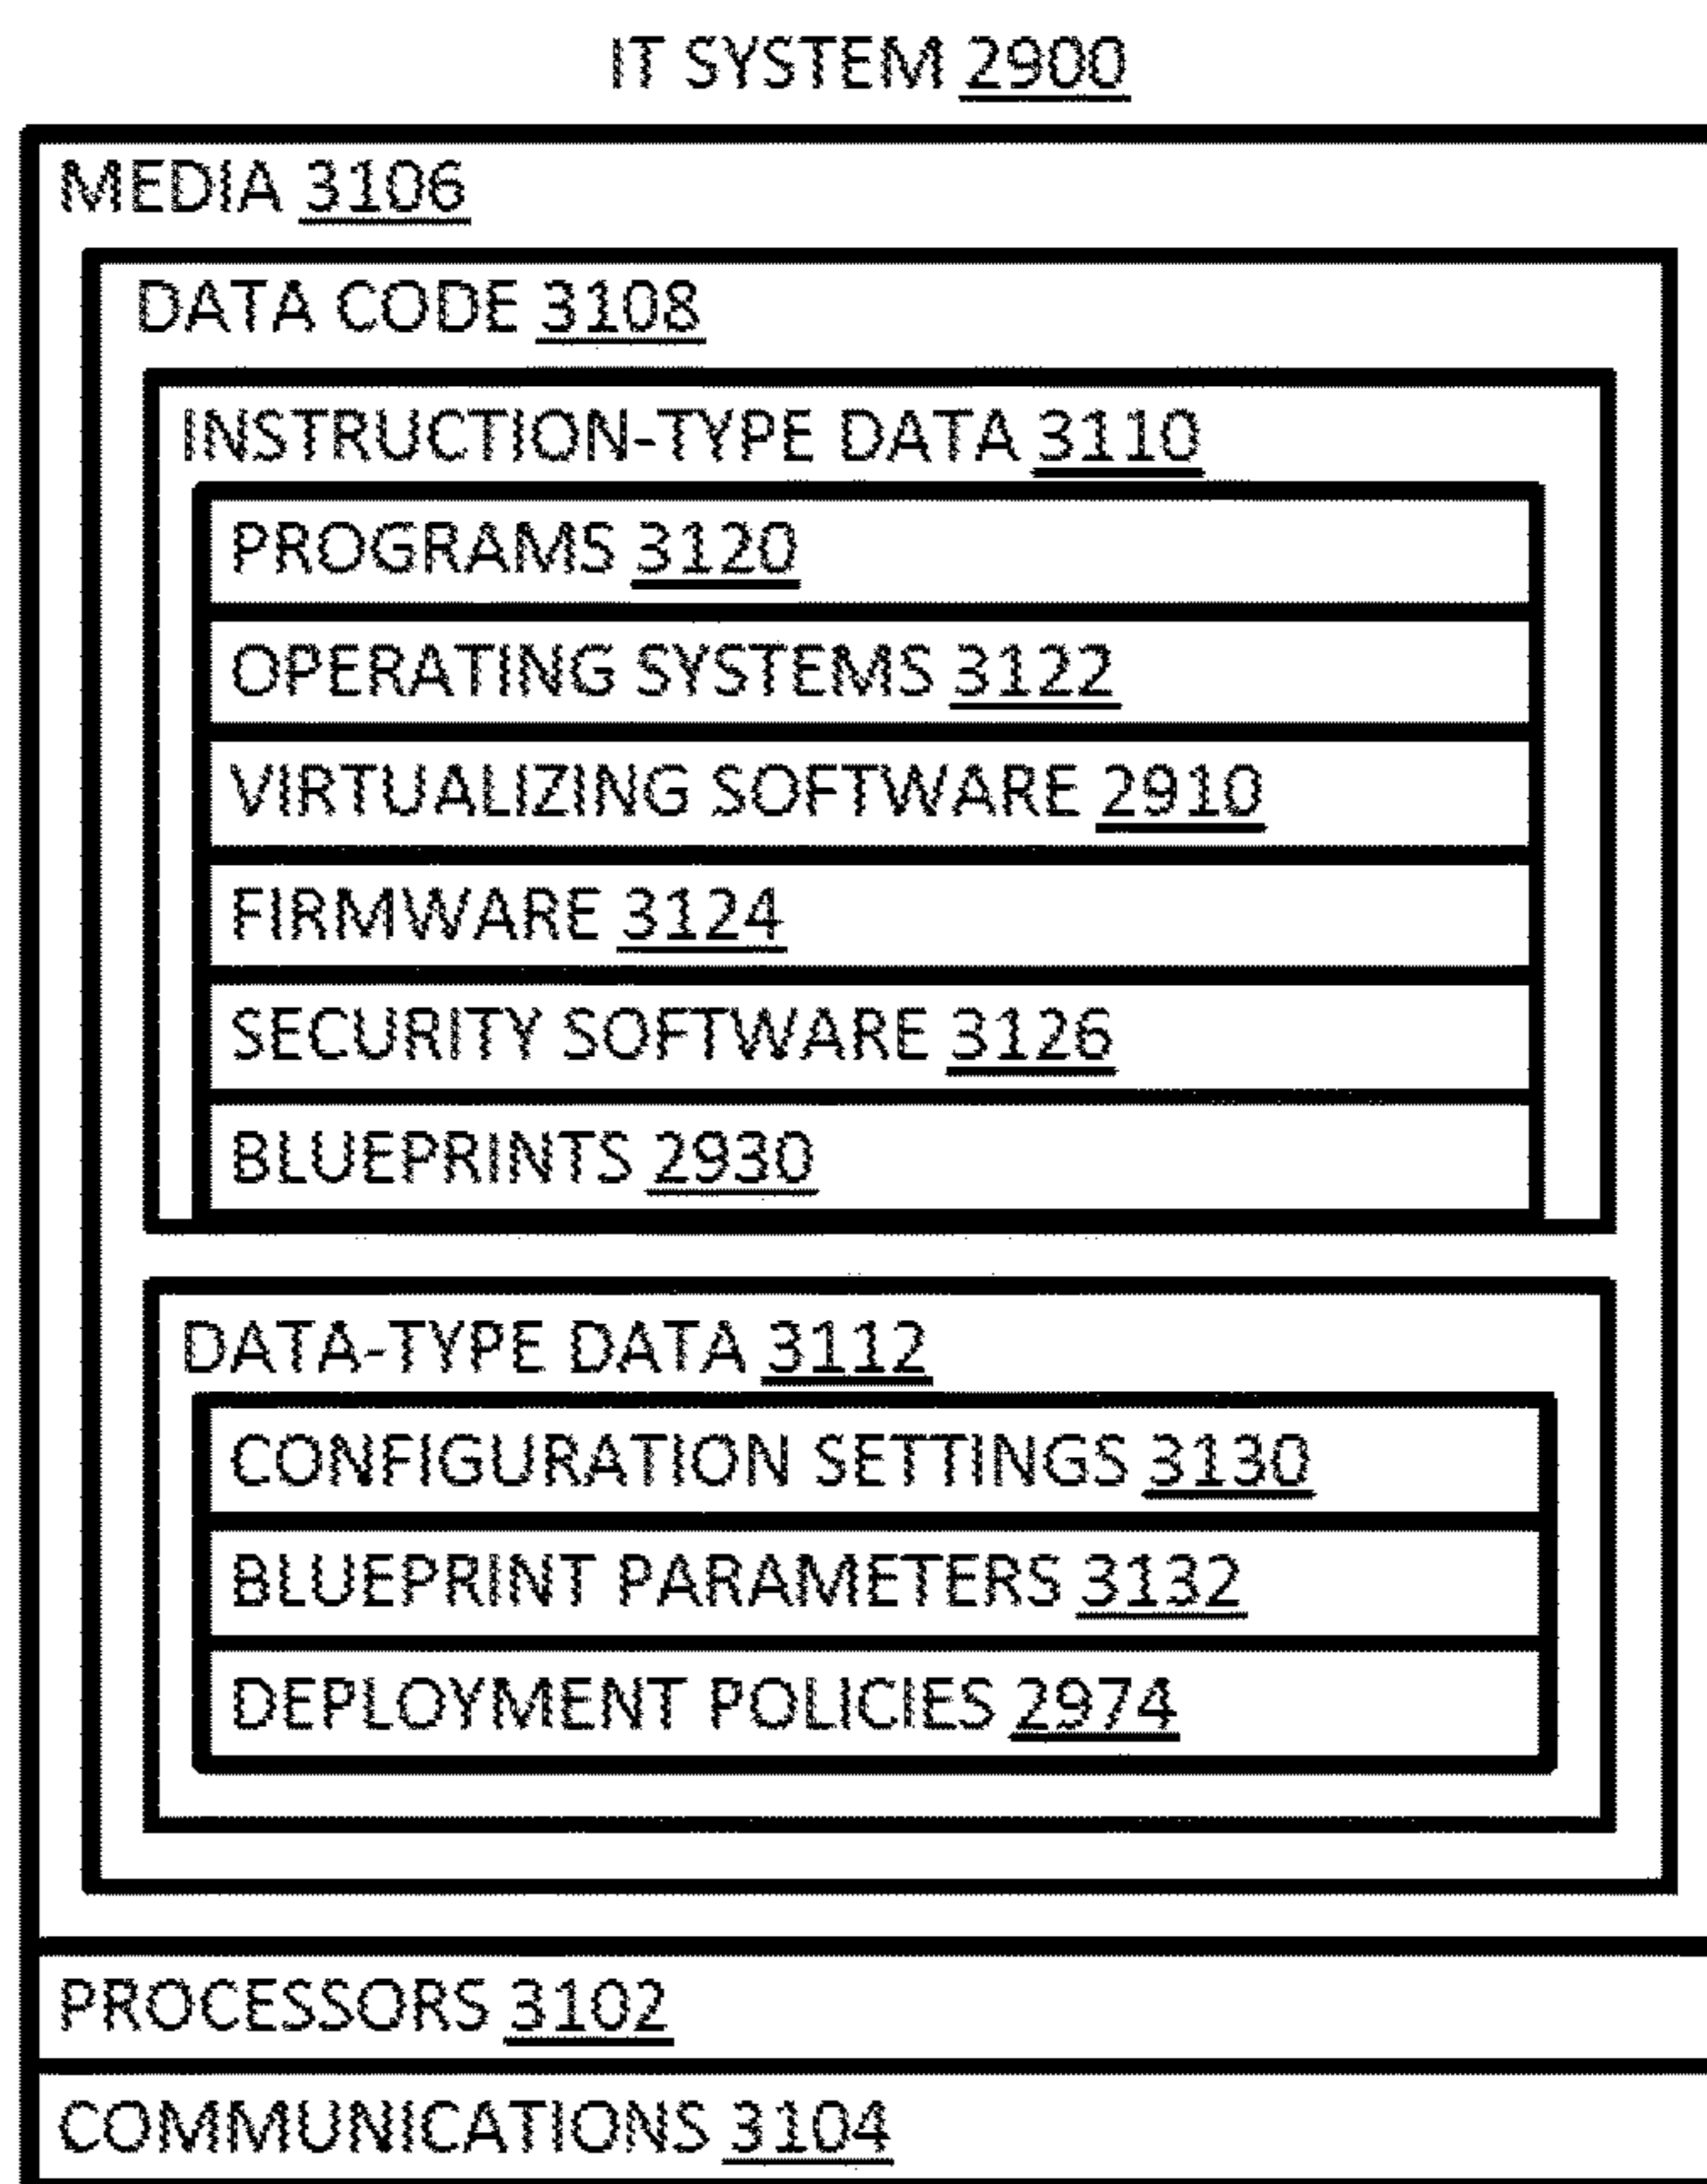 IT SYSTEM 2900
MEDIA 3106
DATA CODE 3108
INSTRUCTION-TYPE DATA 3110
PROGRAMS 3120
OPERATING SYSTEMS 3122
VIRTUALIZING SOFTWARE 2910
FIRMWARE 3124
SECURITY SOFTWARE 3126
BLUEPRINTS 2930
DATA-TYPE DATA 3112
CONFIGURATION SETTINGS 3130
BLUEPRINT PARAMETERS 3132
DEPLOYMENT POLICIES 2974
PROCESSORS 3102
COMMUNICATIONS 3104